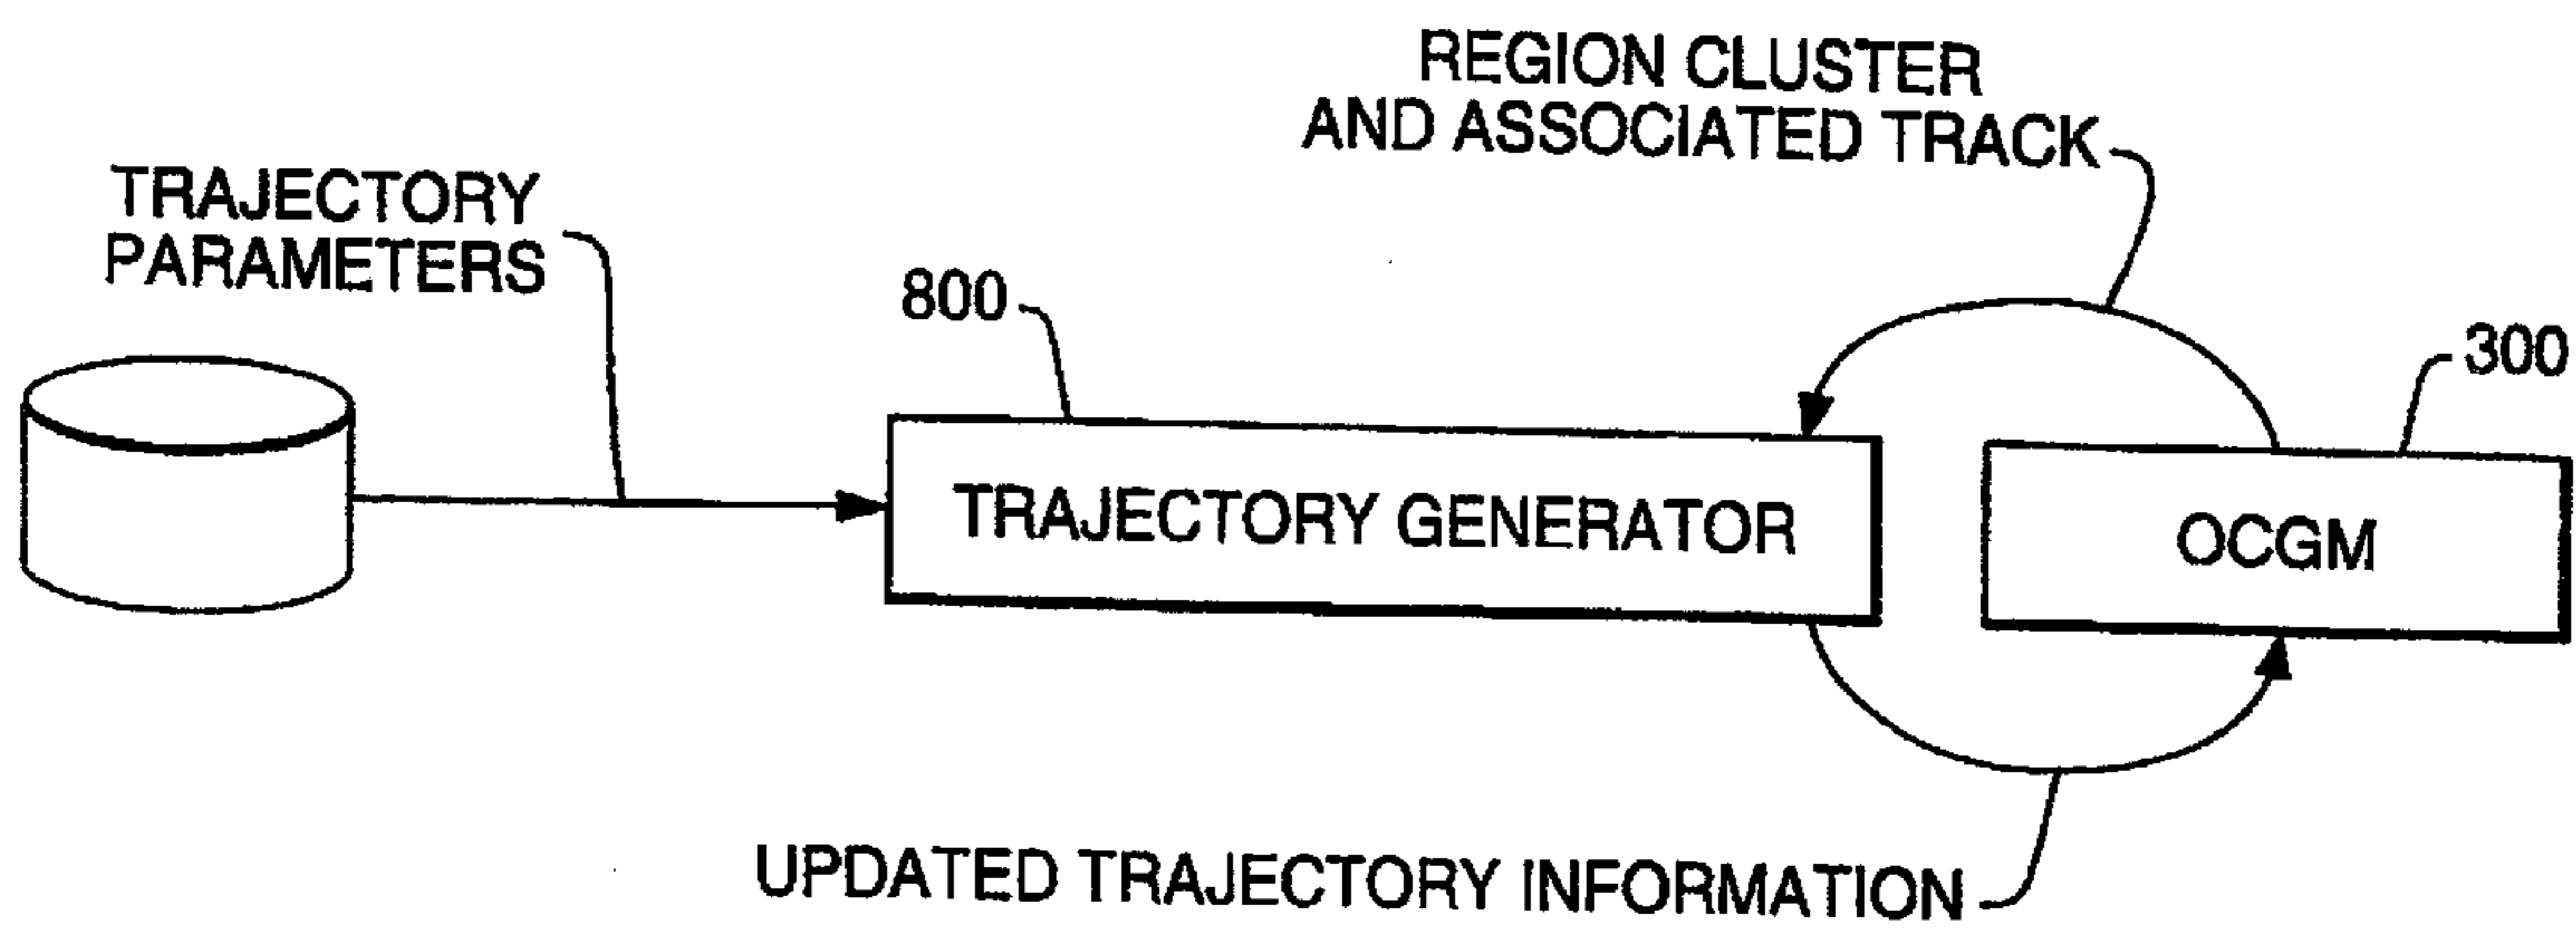 REGION CLUSTER
AND ASSOCIATED TRACK
TRAJECTORY
PARAMETERS
800
300
TRAJECTORY GENERATOR
OCGM
UPDATED TRAJECTORY INFORMATION